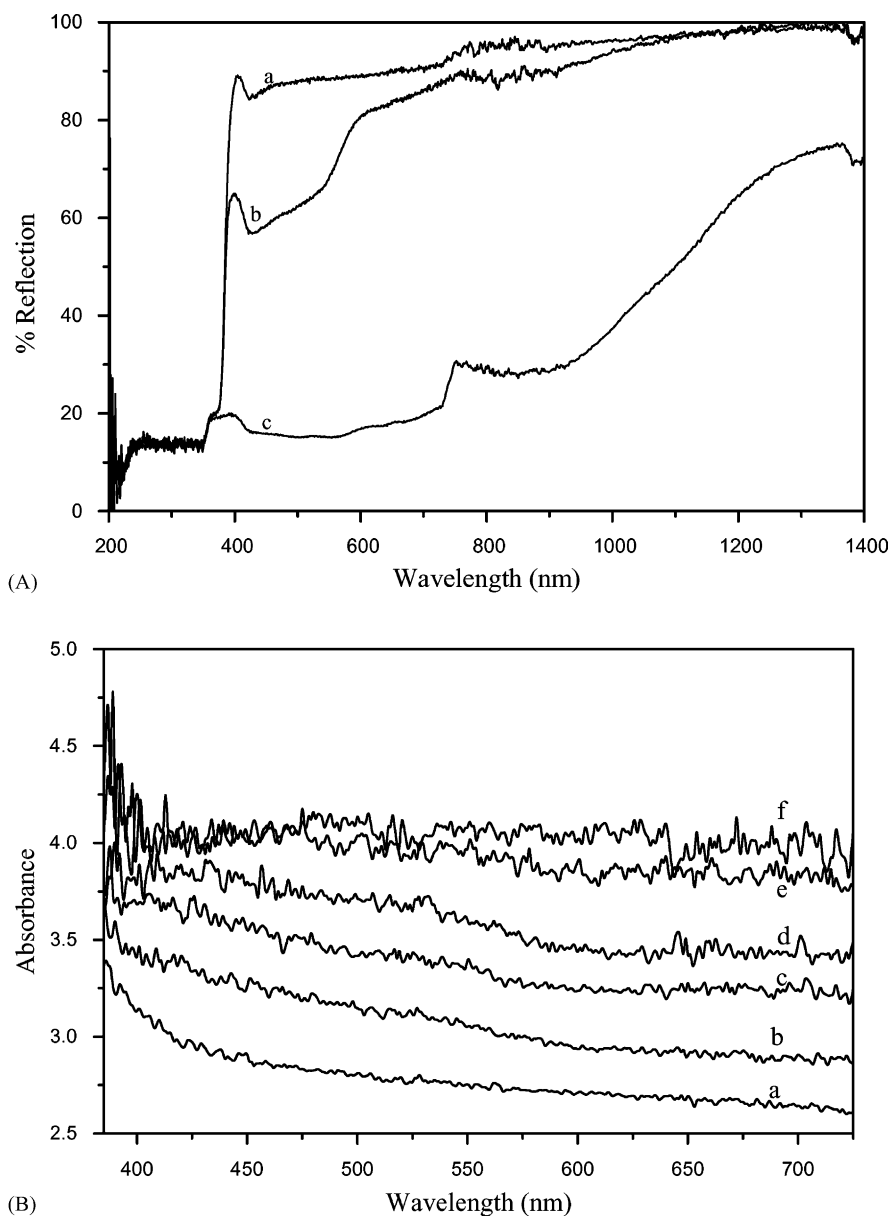 100
80
60
40
20
0
% Reflection
a
b
c
200 400 600 800 1000 1200 1400
Wavelength (nm)
(A)
5.0
4.5
4.0
3.5
3.0
2.5
Absorbance
f
e
d
c
b
a
400 450 500 550 600 650 700
Wavelength (nm)
(B)